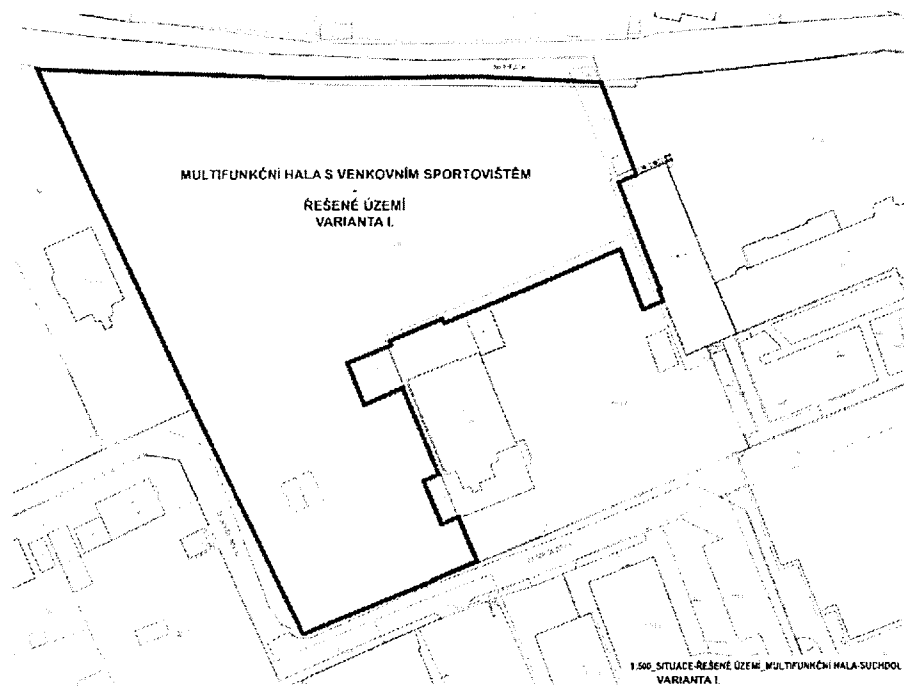 MULTIFUNKČNÍ HALA S VENKOVNÍM SPORTOVIŠTĚM
-
ŘEŠENÉ ÚZEMÍ
VARIANTA I.
1:500_SITUACE-ŘEŠENÉ ÚZEMÍ_MULTIFUNKČNÍ HALA-SUCHDOL
VARIANTA I.